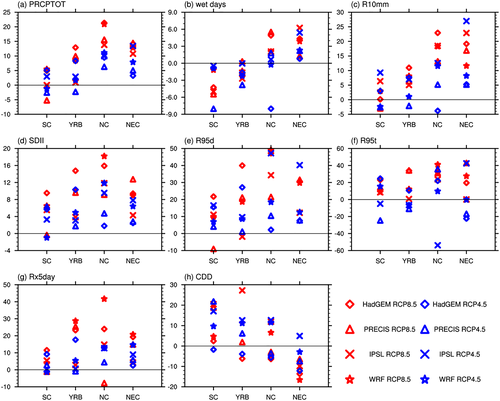 (a) PRCPTOT
25
20
15
10
5
0
-5
-10
SC YRB NC NEC
(b) wet days
9.0
6.0
3.0
0.0
-3.0
-6.0
-9.0
SC YRB NC NEC
(c) R10mm
30
25
20
15
10
5
0
-5
SC YRB NC NEC
(d) SDII
20
16
12
8
4
0
-4
SC YRB NC NEC
(e) R95d
50
40
30
20
10
0
-10
SC YRB NC NEC
(f) R95t
60
40
20
0
-20
-40
-60
SC YRB NC NEC
(g) Rx5day
50
40
30
20
10
0
-10
SC YRB NC NEC
(h) CDD
30
20
10
0
-10
-20
SC YRB NC NEC
HadGEM RCP8.5 HadGEM RCP4.5
PRECIS RCP8.5 PRECIS RCP4.5
IPSL RCP8.5 IPSL RCP4.5
WRF RCP8.5 WRF RCP4.5